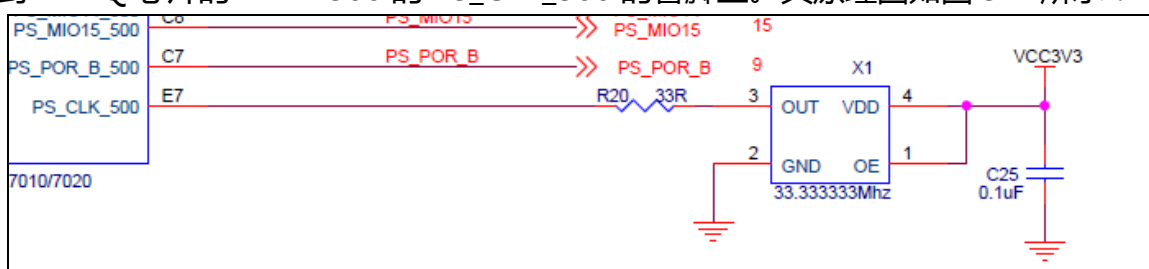 PS_MIO15_500 C8 PS_MIO15 PS_MIO15 15
PS_POR_B_500 C7 PS_POR_B PS_POR_B 9 X1 VCC3V3
PS_CLK_500 E7 R20 33R 3 OUT VDD 4
2 GND OE 1
7010/7020 33.333333Mhz C25
0.1uF